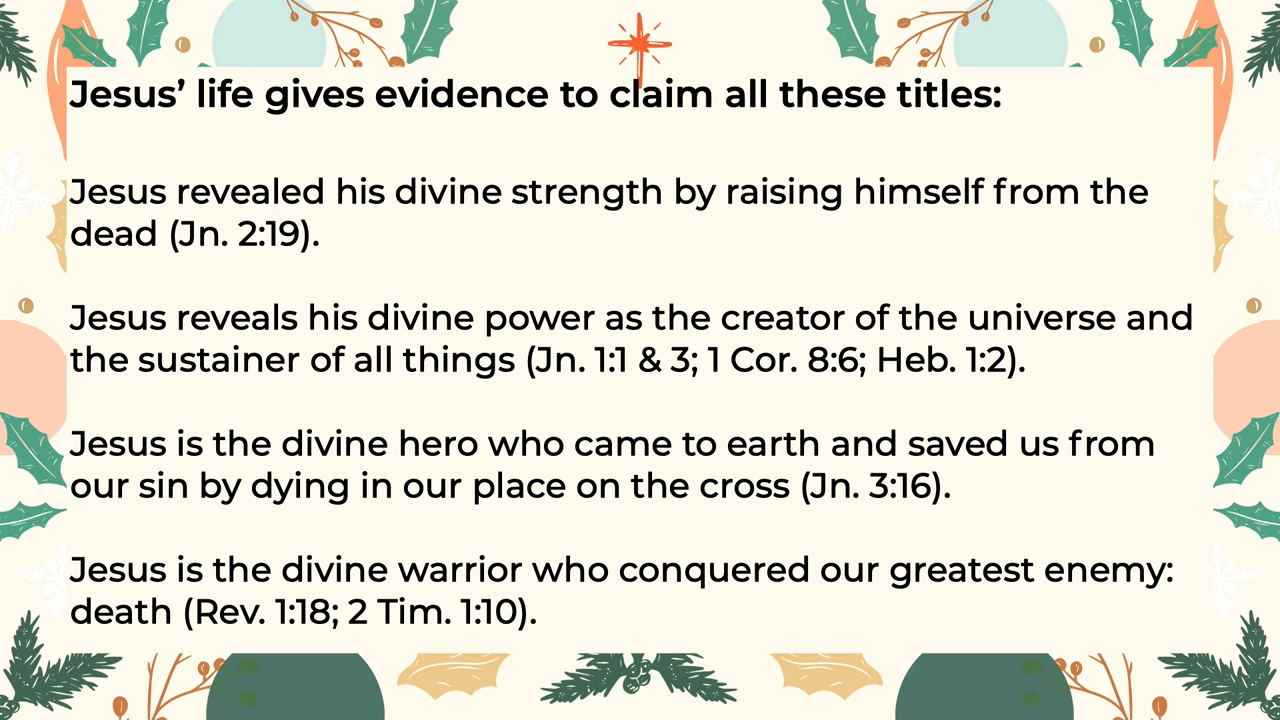 Jesus’ life gives evidence to claim all these titles:
Jesus revealed his divine strength by raising himself from the
dead (Jn. 2:19).
Jesus reveals his divine power as the creator of the universe and
the sustainer of all things (Jn. 1:1 & 3; 1 Cor. 8:6; Heb. 1:2).
Jesus is the divine hero who came to earth and saved us from
our sin by dying in our place on the cross (Jn. 3:16).
Jesus is the divine warrior who conquered our greatest enemy:
death (Rev. 1:18; 2 Tim. 1:10).